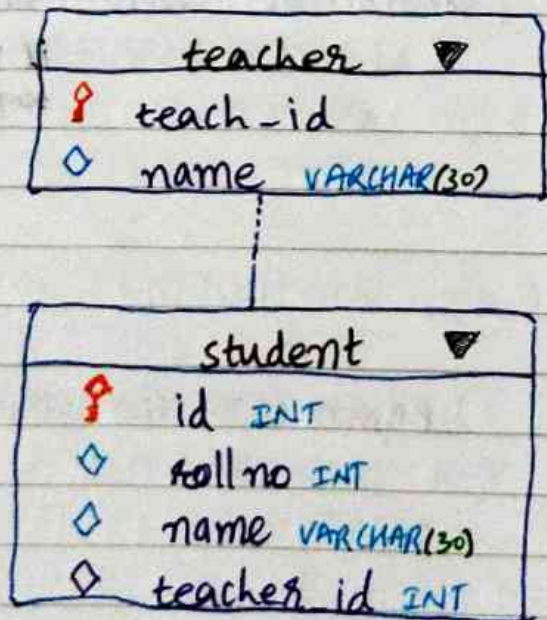 teacher
teach_id
name VARCHAR(30)
student
id INT
rollno INT
name VARCHAR(30)
teacher_id INT